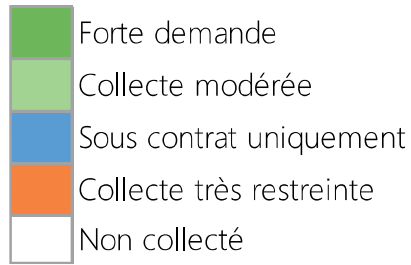 Forte demande
Collecte modérée
Sous contrat uniquement
Collecte très restreinte
Non collecté